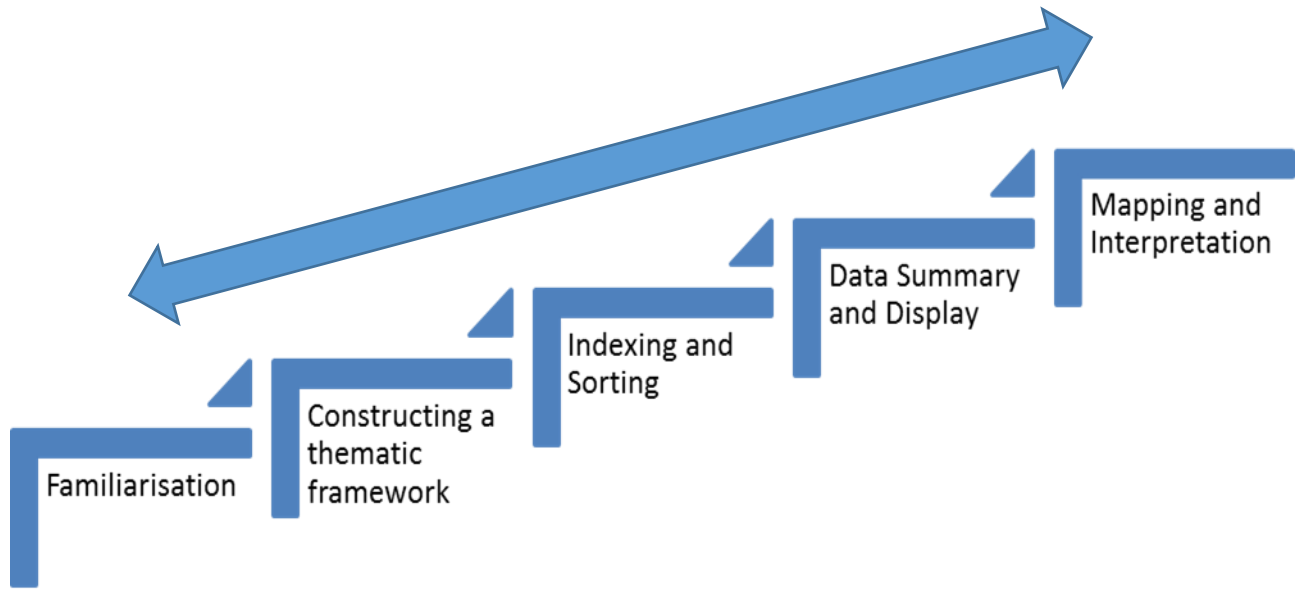 Familiarisation
Constructing a
thematic
framework
Indexing and
Sorting
Data Summary
and Display
Mapping and
Interpretation